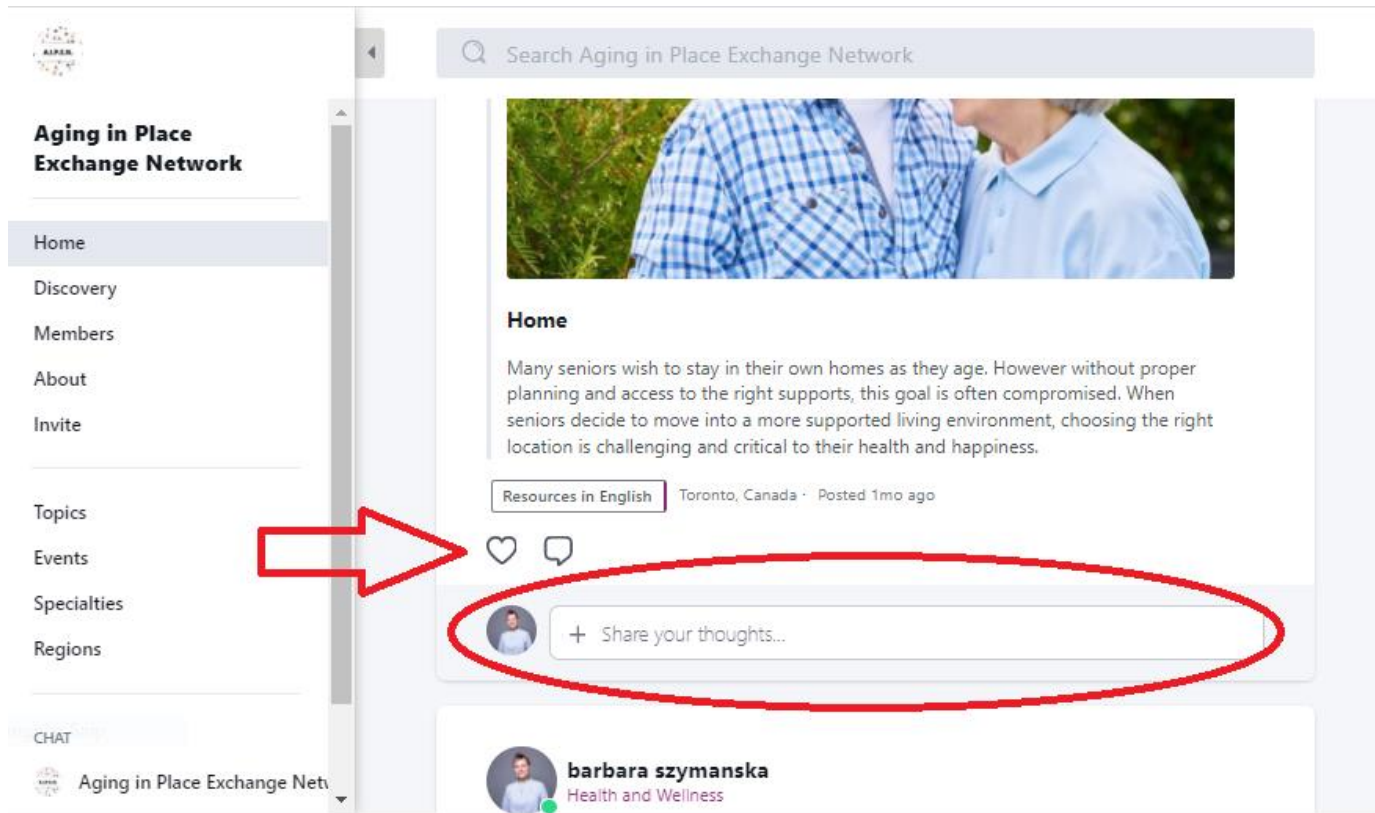 A.I.P.E.N.
Search Aging in Place Exchange Network
Aging in Place
Exchange Network
Home
Discovery
Members
About
Invite
Topics
Events
Specialties
Regions
CHAT
Aging in Place Exchange Netw
Home
Many seniors wish to stay in their own homes as they age. However without proper
planning and access to the right supports, this goal is often compromised. When
seniors decide to move into a more supported living environment, choosing the right
location is challenging and critical to their health and happiness.
Resources in English Toronto, Canada · Posted 1mo ago
+ Share your thoughts...
barbara szymanska
Health and Wellness